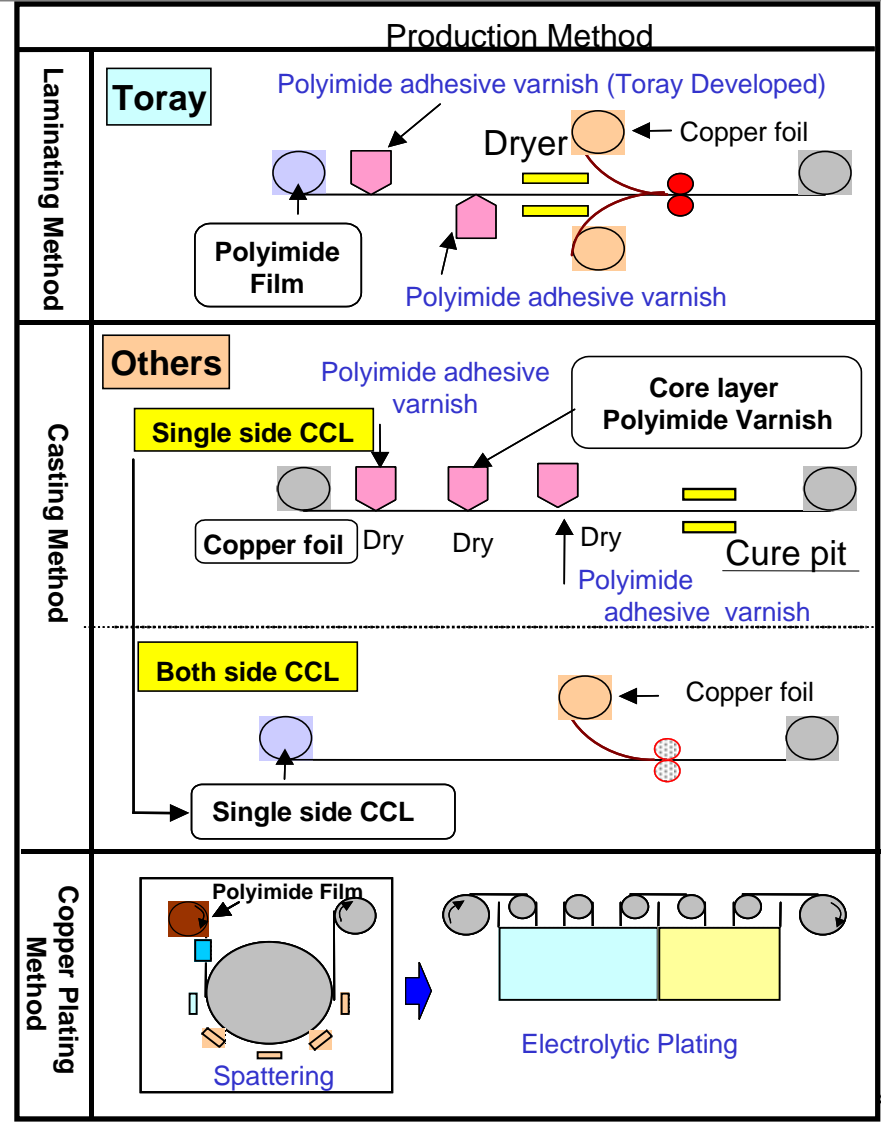 Production Method
Laminating Method
Toray
Polyimide adhesive varnish (Toray Developed)
Dryer
Copper foil
Polyimide
Film
Polyimide adhesive varnish
Casting Method
Others
Polyimide adhesive
varnish
Core layer
Polyimide Varnish
Single side CCL
Copper foil
Dry
Dry
Dry
Cure pit
Polyimide
adhesive varnish
Both side CCL
Copper foil
Single side CCL
Copper Plating
Method
Polyimide Film
Spattering
Electrolytic Plating